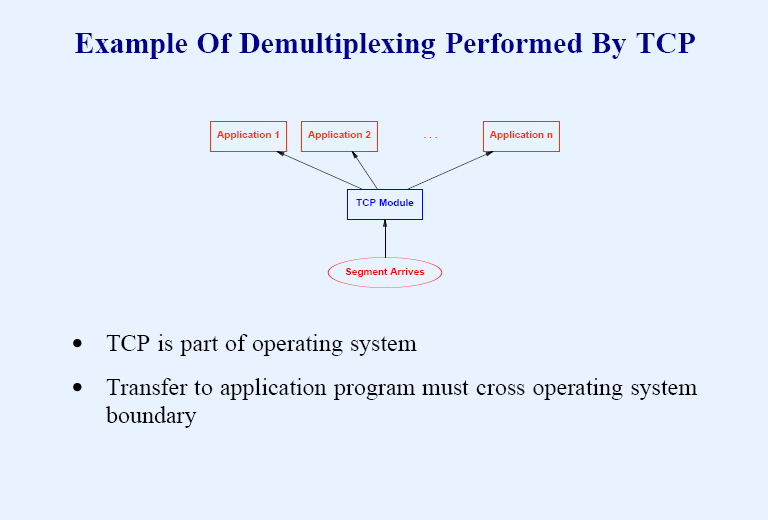 Example Of Demultiplexing Performed By TCP
Application 1 Application 2 . . . Application n
TCP Module
Segment Arrives
• TCP is part of operating system
• Transfer to application program must cross operating system
boundary